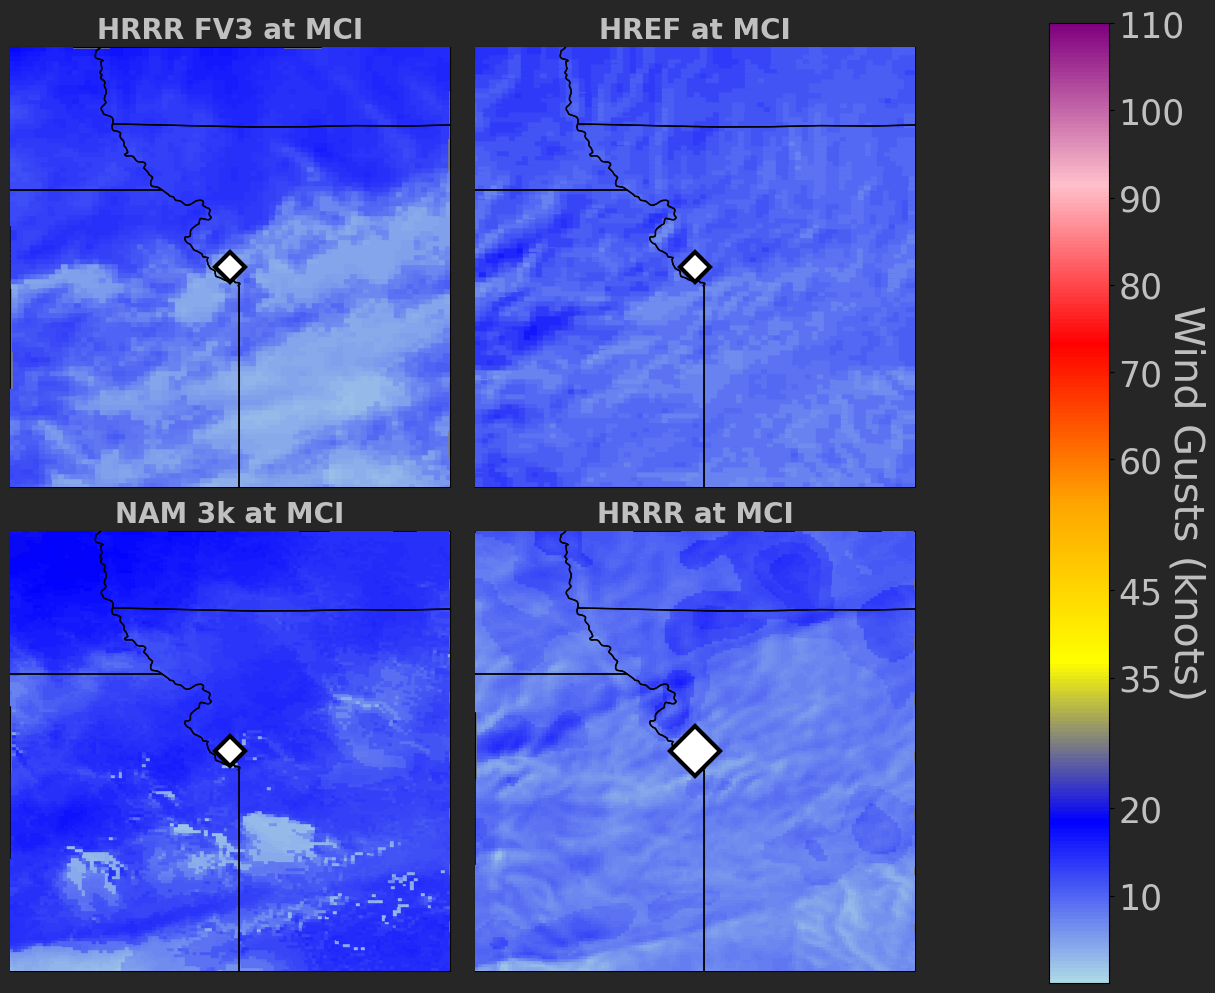 HRRR FV3 at MCI
HREF at MCI
NAM 3k at MCI
HRRR at MCI
110
100
90
80
70
60
45
35
20
10
Wind Gusts (knots)